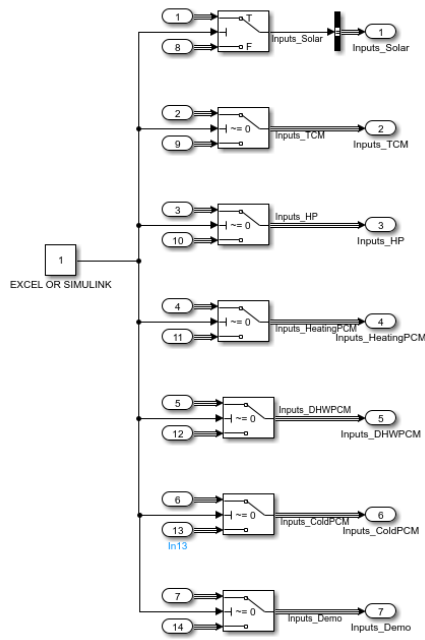 1
T
8
F
Inputs_Solar
1
Inputs_Solar
2
~= 0
9
Inputs_TCM
2
Inputs_TCM
3
~= 0
10
Inputs_HP
3
Inputs_HP
1
EXCEL OR SIMULINK
4
~= 0
11
Inputs_HeatingPCM
4
Inputs_HeatingPCM
5
~= 0
12
Inputs_DHWPCM
5
Inputs_DHWPCM
6
~= 0
13
In13
Inputs_ColdPCM
6
Inputs_ColdPCM
7
~= 0
14
Inputs_Demo
7
Inputs_Demo